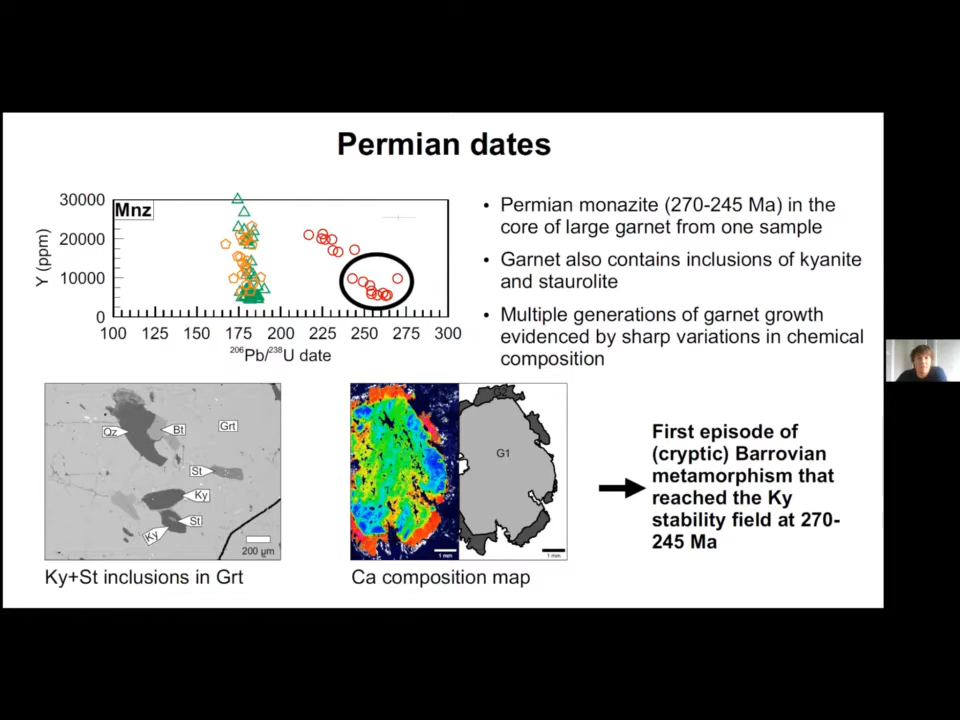 Permian dates
30000
20000
10000
0
Y (ppm)
Mnz
100 125 150 175 200 225 250 275 300
206Pb/238U date
• Permian monazite (270-245 Ma) in the
core of large garnet from one sample
• Garnet also contains inclusions of kyanite
and staurolite
• Multiple generations of garnet growth
evidenced by sharp variations in chemical
composition
Qz
Bt
Grt
St
Ky
St
Ky
200 µm
Ky+St inclusions in Grt
G1
1 mm
1 mm
Ca composition map
First episode of
(cryptic) Barrovian
metamorphism that
reached the Ky
stability field at 270-
245 Ma